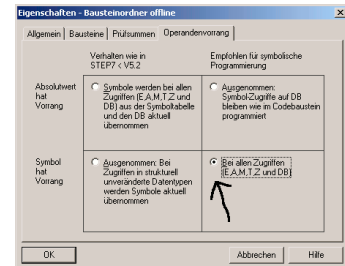 Eigenschaften - Bausteinordner offline
Allgemein
Bausteine
Prüfsummen
Operandenvorrang
Verhalten wie in
STEP7 < V5.2
Empfohlen für symbolische
Programmierung
Absolutwert
hat
Vorrang
Symbole werden bei allen
Zugriffen (E,A,M,T,Z und
DB) aus der Symboltabelle
und den DB aktuell
übernommen
Ausgenommen:
Symbol-Zugriffe auf DB
bleiben wie im Codebaustein
programmiert
Symbol
hat
Vorrang
Ausgenommen: Bei
Zugriffen in strukturell
unveränderte Datentypen
werden Symbole aktuell
übernommen
Bei allen Zugriffen
(E,A,M,T,Z und DB)
OK
Abbrechen
Hilfe